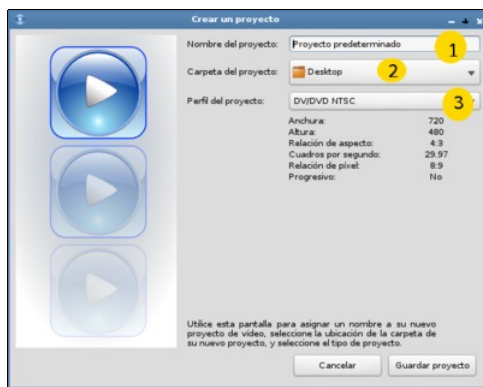 Crear un proyecto
Nombre del proyecto: Proyecto predeterminado 1
Carpeta del proyecto: Desktop 2
Perfil del proyecto: DV/DVD NTSC 3
Anchura: 720
Altura: 480
Relación de aspecto: 4:3
Cuadros por segundo: 29.97
Relación de pixel: 8:9
Progresivo: No
Utilice esta pantalla para asignar un nombre a su nuevo
proyecto de vídeo, seleccione la ubicación de la carpeta de
su nuevo proyecto, y seleccione el tipo de proyecto.
Cancelar Guardar proyecto